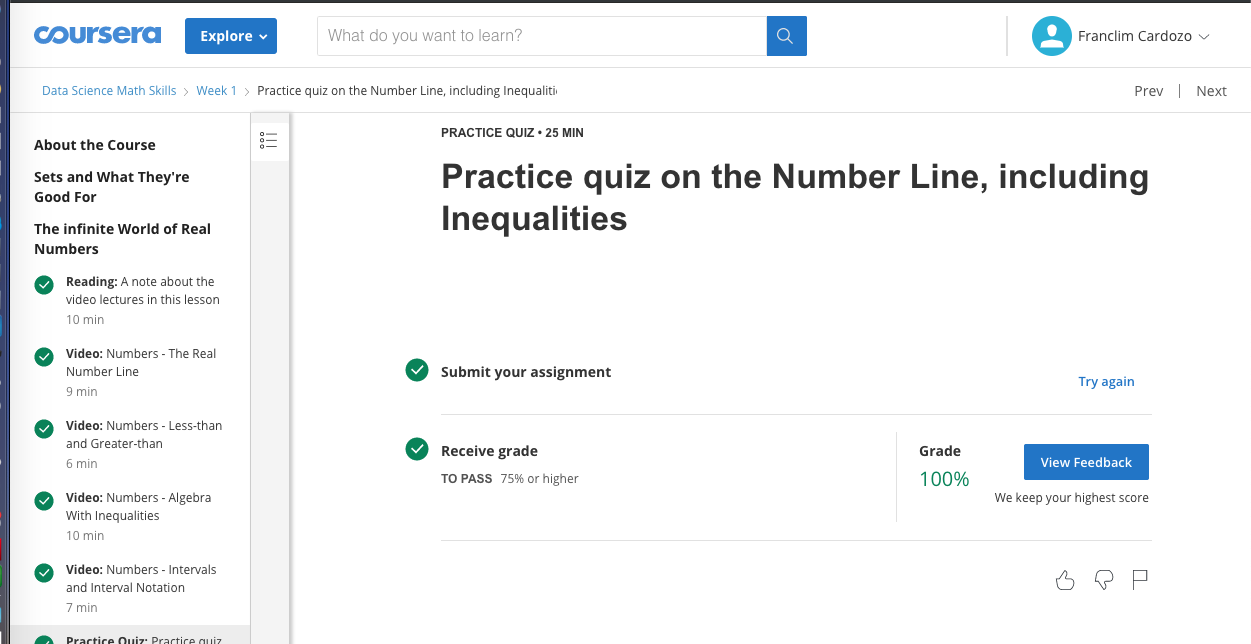 coursera
Explore
What do you want to learn?
Franclim Cardozo
Data Science Math Skills
Week 1
Practice quiz on the Number Line, including Inequaliti
Prev
Next
About the Course
Sets and What They're
Good For
The infinite World of Real
Numbers
Reading: A note about the
video lectures in this lesson
10 min
Video: Numbers - The Real
Number Line
9 min
Video: Numbers - Less-than
and Greater-than
6 min
Video: Numbers - Algebra
With Inequalities
10 min
Video: Numbers - Intervals
and Interval Notation
7 min
Practice Quiz: Practice quiz
PRACTICE QUIZ • 25 MIN
Practice quiz on the Number Line, including
Inequalities
Submit your assignment
Try again
Receive grade
TO PASS 75% or higher
Grade
100%
View Feedback
We keep your highest score